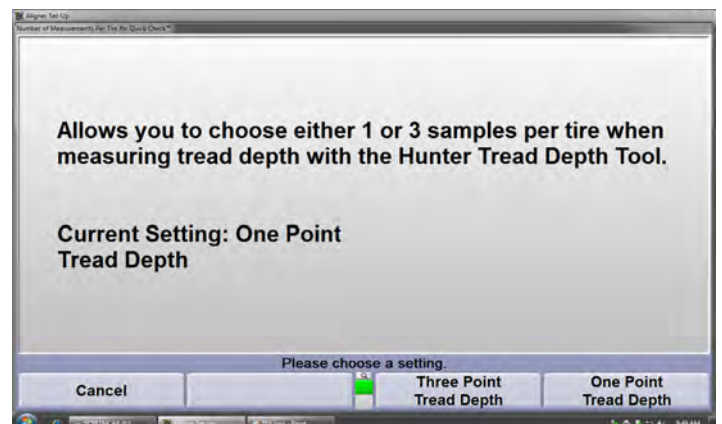 Aligner Set-Up
Number of Measurements Per Tire for Quick Check™
Allows you to choose either 1 or 3 samples per tire when
measuring tread depth with the Hunter Tread Depth Tool.
Current Setting: One Point
Tread Depth
Please choose a setting.
Cancel
Three Point
Tread Depth
One Point
Tread Depth